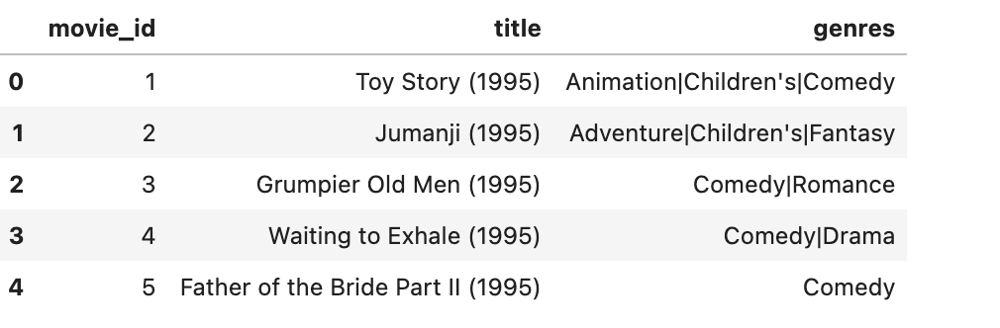 movie_id title genres
0 1 Toy Story (1995) Animation|Children's|Comedy
1 2 Jumanji (1995) Adventure|Children's|Fantasy
2 3 Grumpier Old Men (1995) Comedy|Romance
3 4 Waiting to Exhale (1995) Comedy|Drama
4 5 Father of the Bride Part II (1995) Comedy